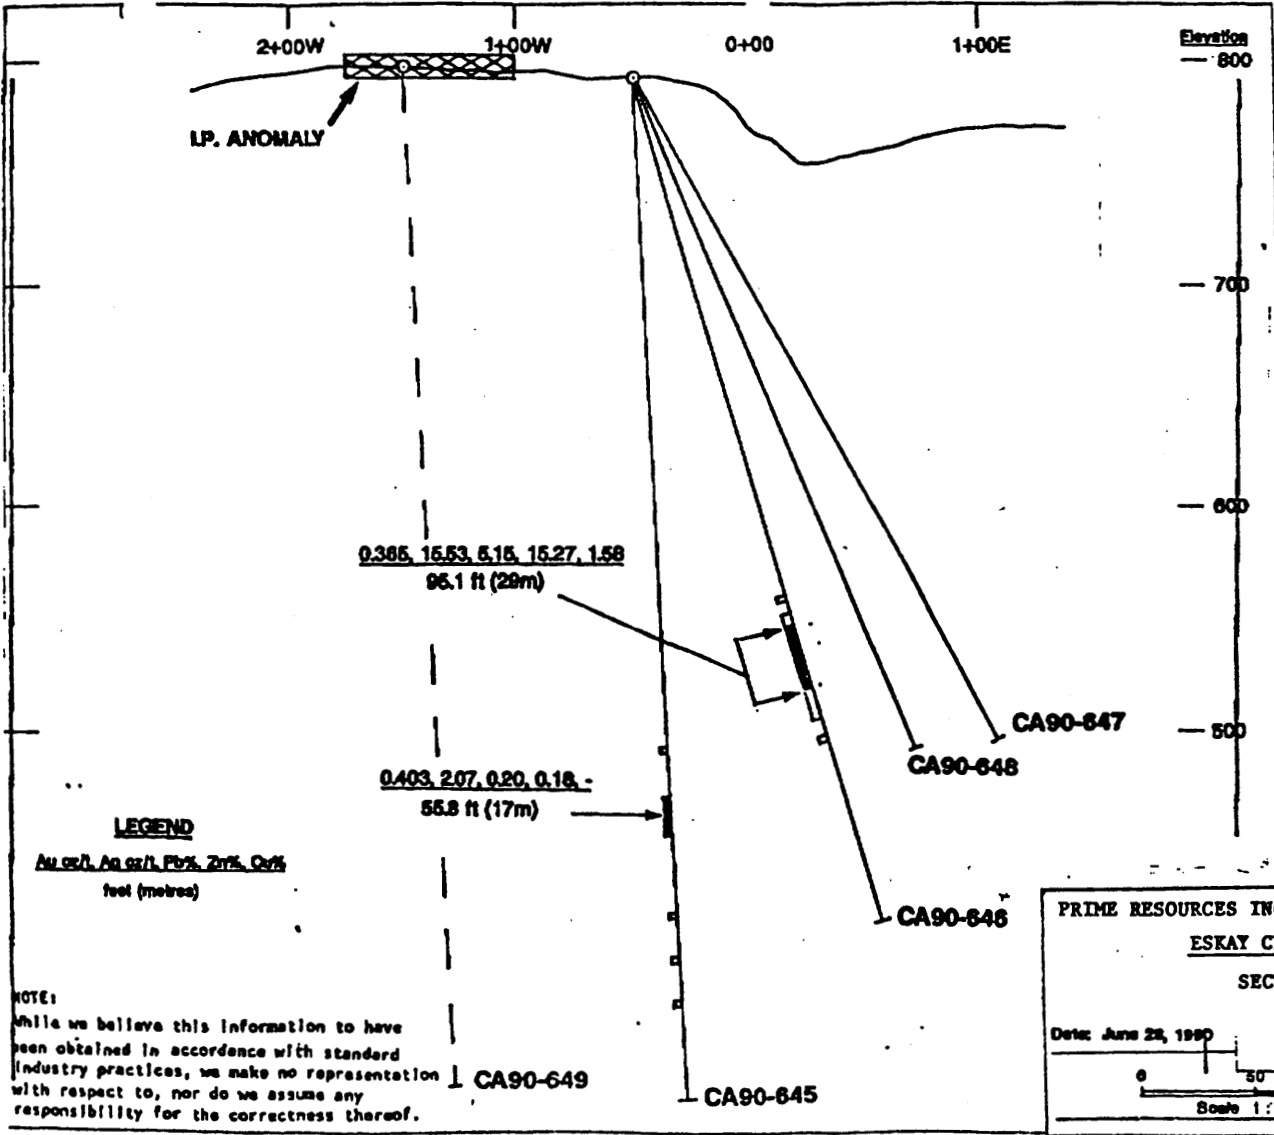 2+00W 1+00W 0+00 1+00E
Elevation
800
I.P. ANOMALY
700
600
0.365, 15.53, 5.15, 15.27, 1.58
95.1 ft (29m)
CA90-647
500
CA90-648
0.403, 2.07, 0.20, 0.18, -
55.8 ft (17m)
LEGEND
Au oz/t, Ag oz/t, Pb%, Zn%, Cu%
feet (metres)
CA90-646
PRIME RESOURCES IN
ESKAY C
SEC
NOTE:
While we believe this information to have
been obtained in accordance with standard
industry practices, we make no representation
with respect to, nor do we assume any
responsibility for the correctness thereof.
Date: June 28, 1990
0 50
Scale 1:
CA90-649
CA90-645